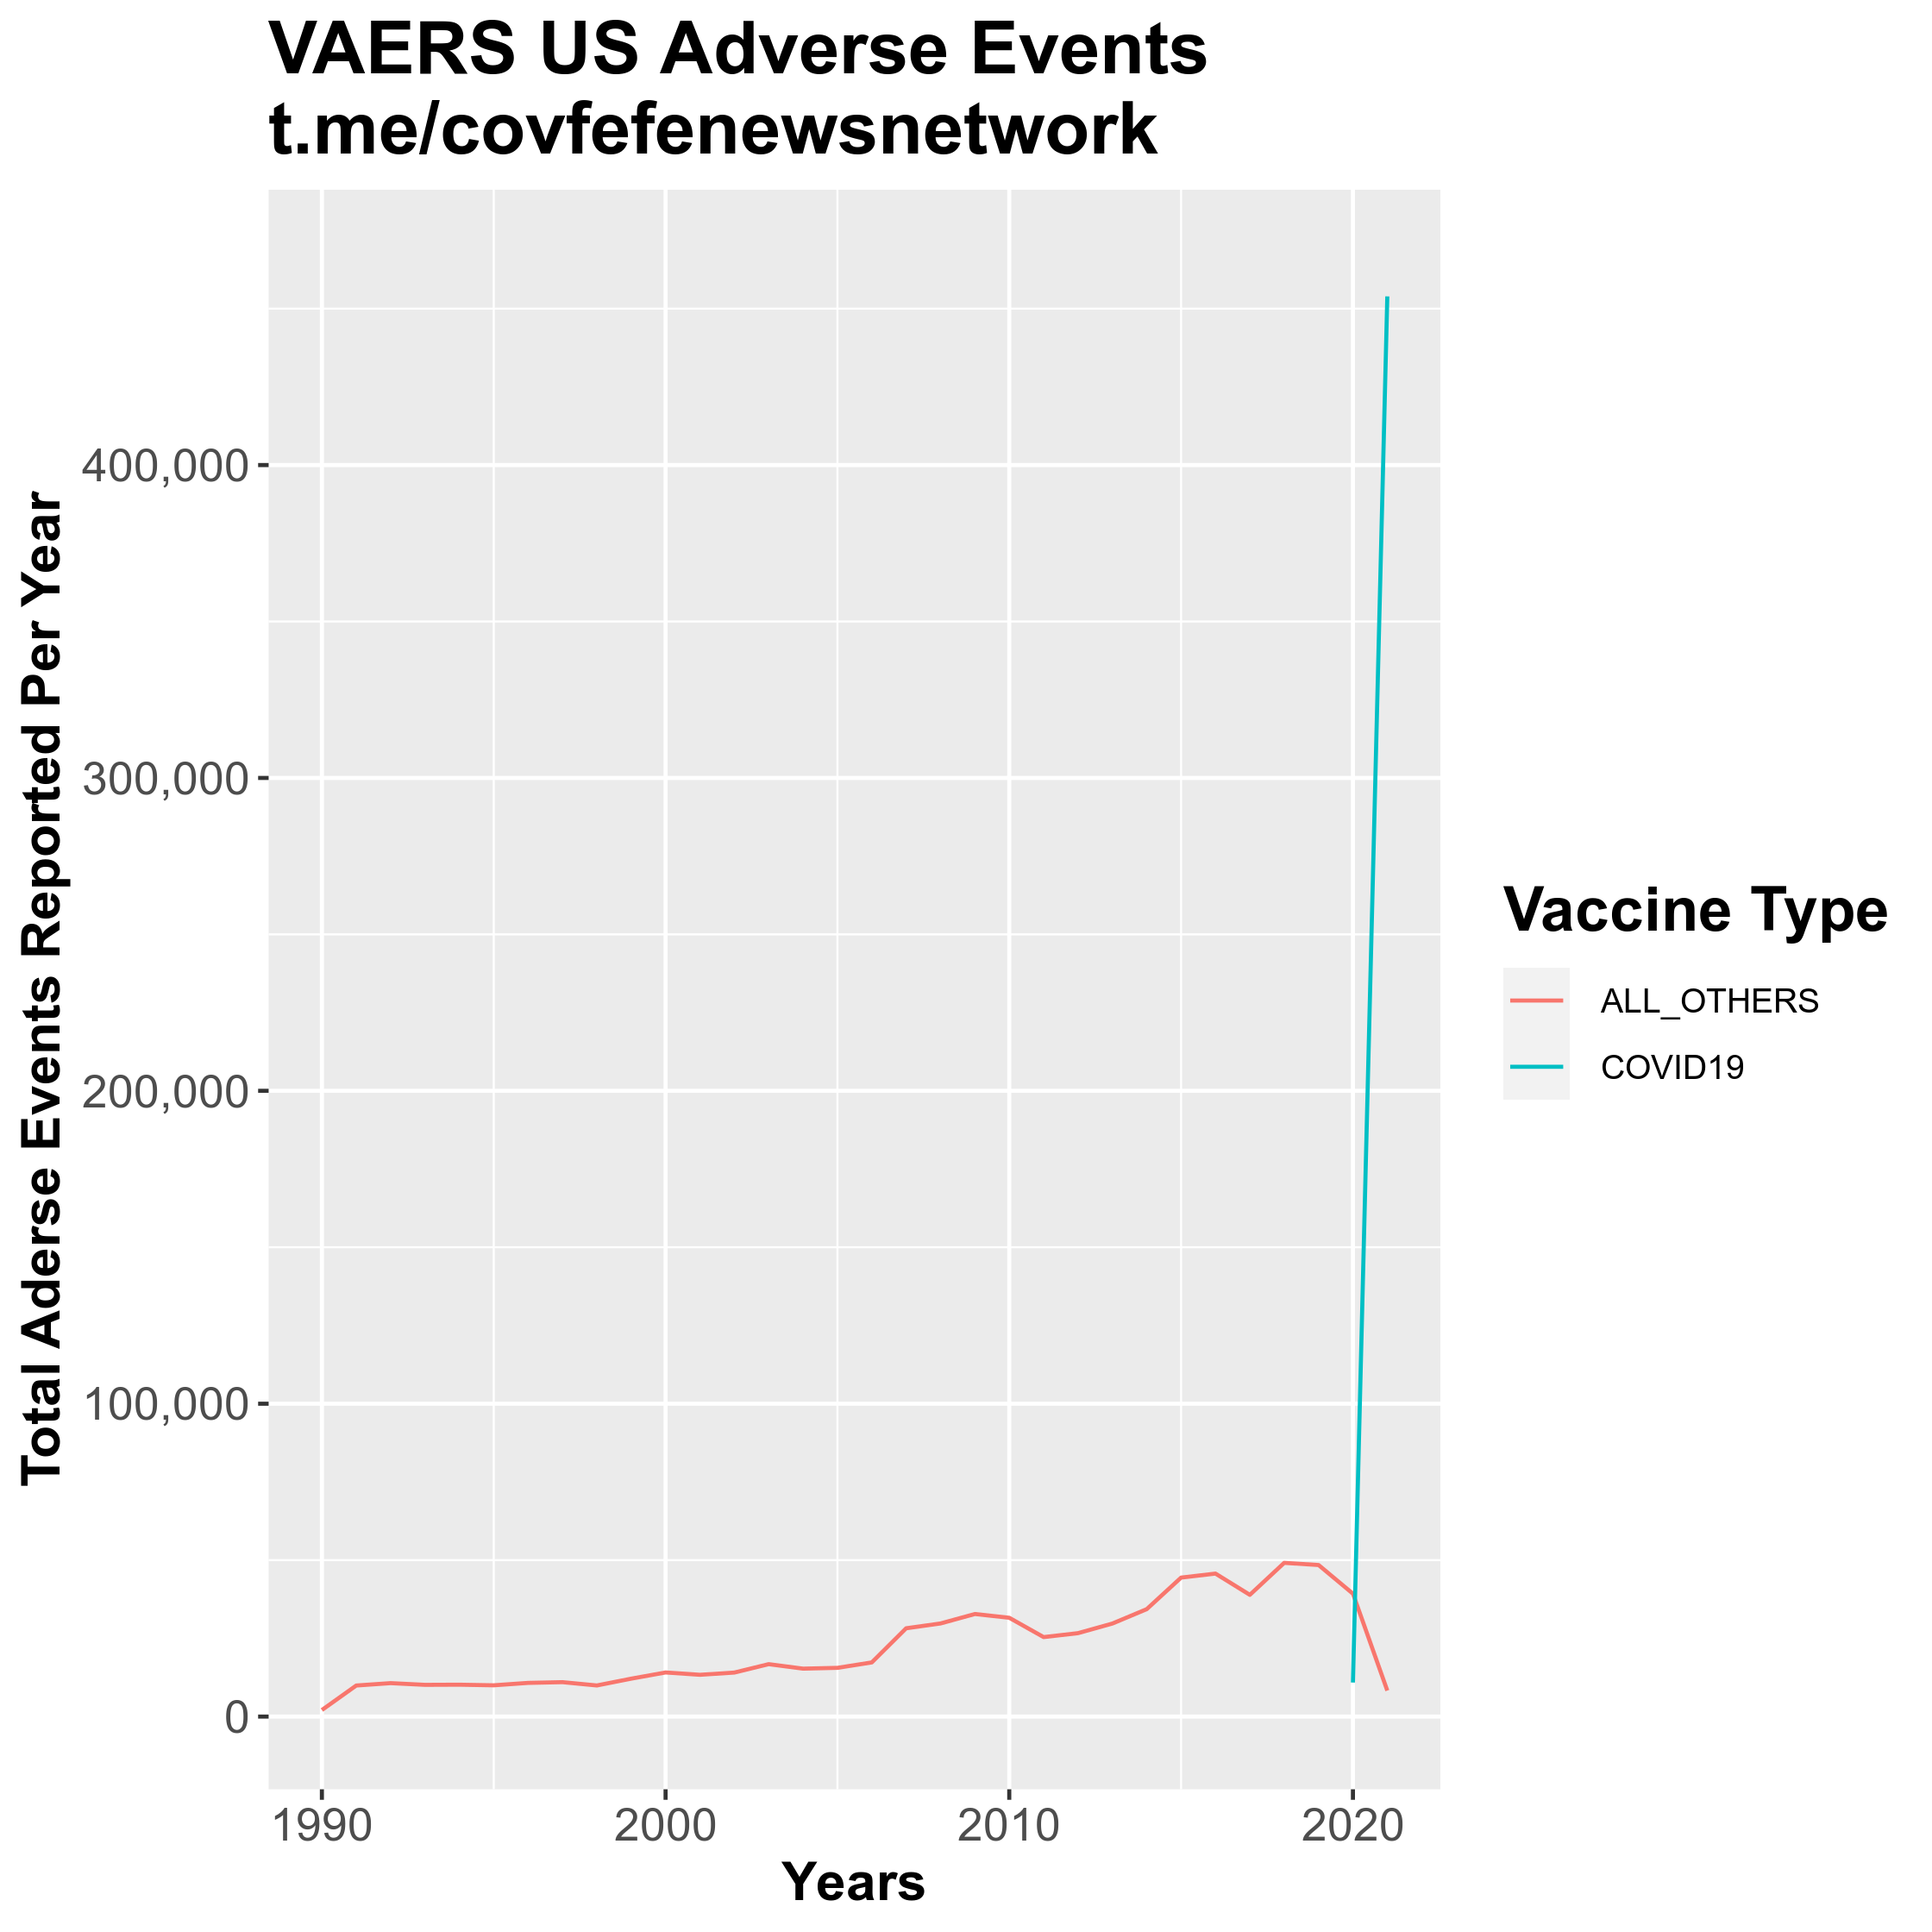 VAERS US Adverse Events
t.me/covfefenewsnetwork
Total Aderse Events Reported Per Year
400,000
300,000
200,000
100,000
0
1990
2000
2010
2020
Years
Vaccine Type
ALL_OTHERS
COVID19